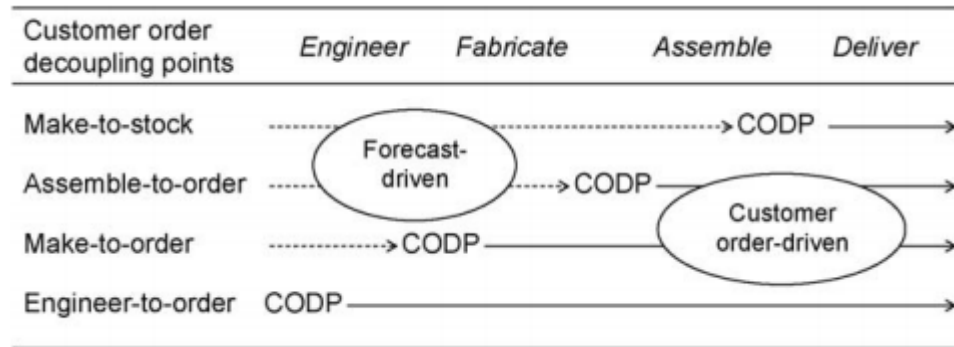 Customer order
decoupling points
Engineer Fabricate Assemble Deliver
Make-to-stock CODP
Forecast-
driven
Assemble-to-order CODP
Customer
order-driven
Make-to-order CODP
Engineer-to-order CODP